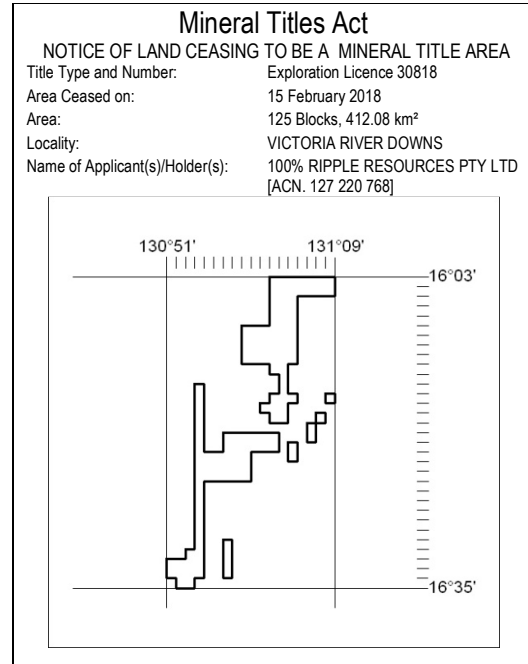 Mineral Titles Act
NOTICE OF LAND CEASING TO BE A MINERAL TITLE AREA
Title Type and Number: Exploration Licence 30818
Area Ceased on: 15 February 2018
Area: 125 Blocks, 412.08 km²
Locality: VICTORIA RIVER DOWNS
Name of Applicant(s)/Holder(s): 100% RIPPLE RESOURCES PTY LTD
[ACN. 127 220 768]
130°51' 131°09'
16°03'
16°35'